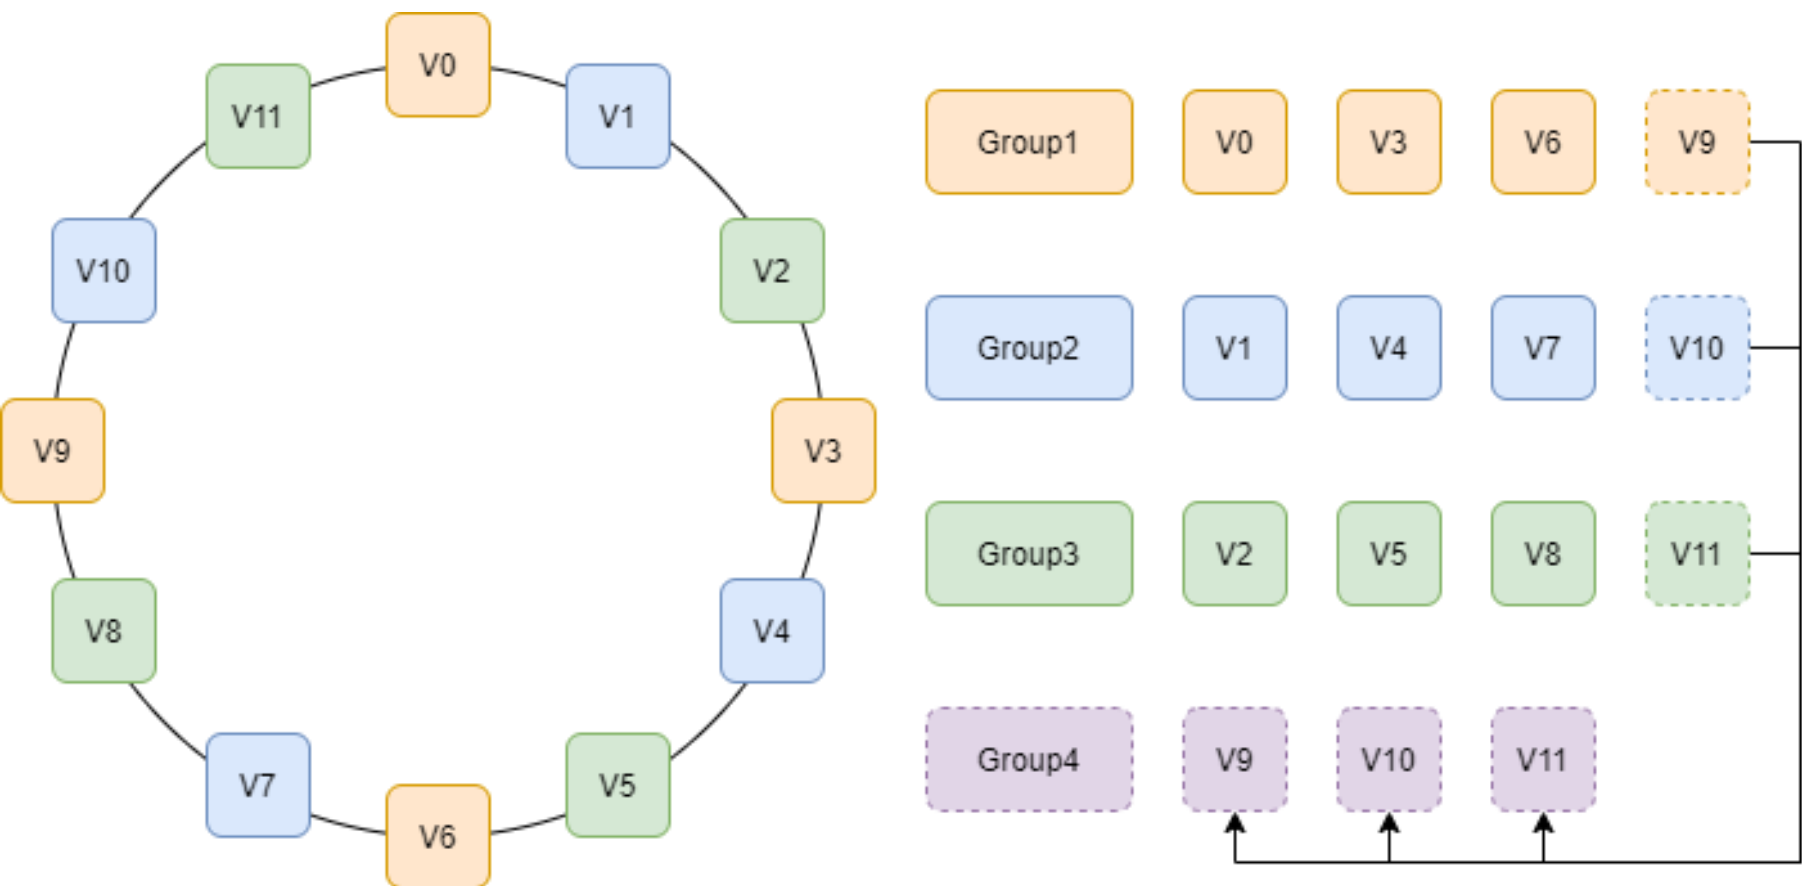 V0
V11
V1
V10
V2
V9
V3
V8
V4
V7
V5
V6
Group1 V0 V3 V6 V9
Group2 V1 V4 V7 V10
Group3 V2 V5 V8 V11
Group4 V9 V10 V11